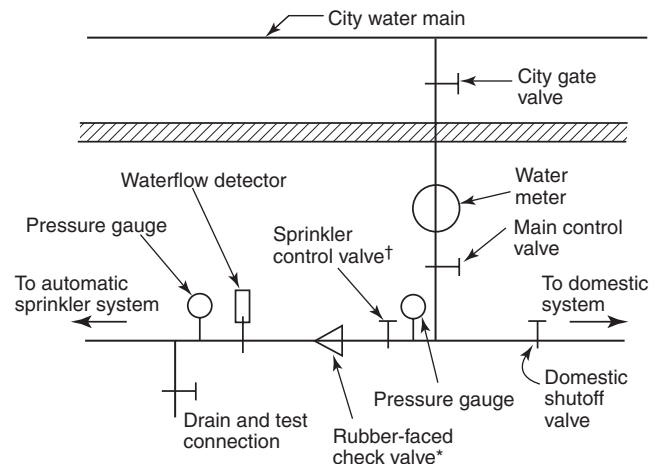 City water main
City gate
valve
Waterflow detector
Water
meter
Pressure gauge
Sprinkler
control valve†
Main control
valve
To automatic
sprinkler system
To domestic
system
Drain and test
connection
Rubber-faced
check valve*
Pressure gauge
Domestic
shutoff
valve